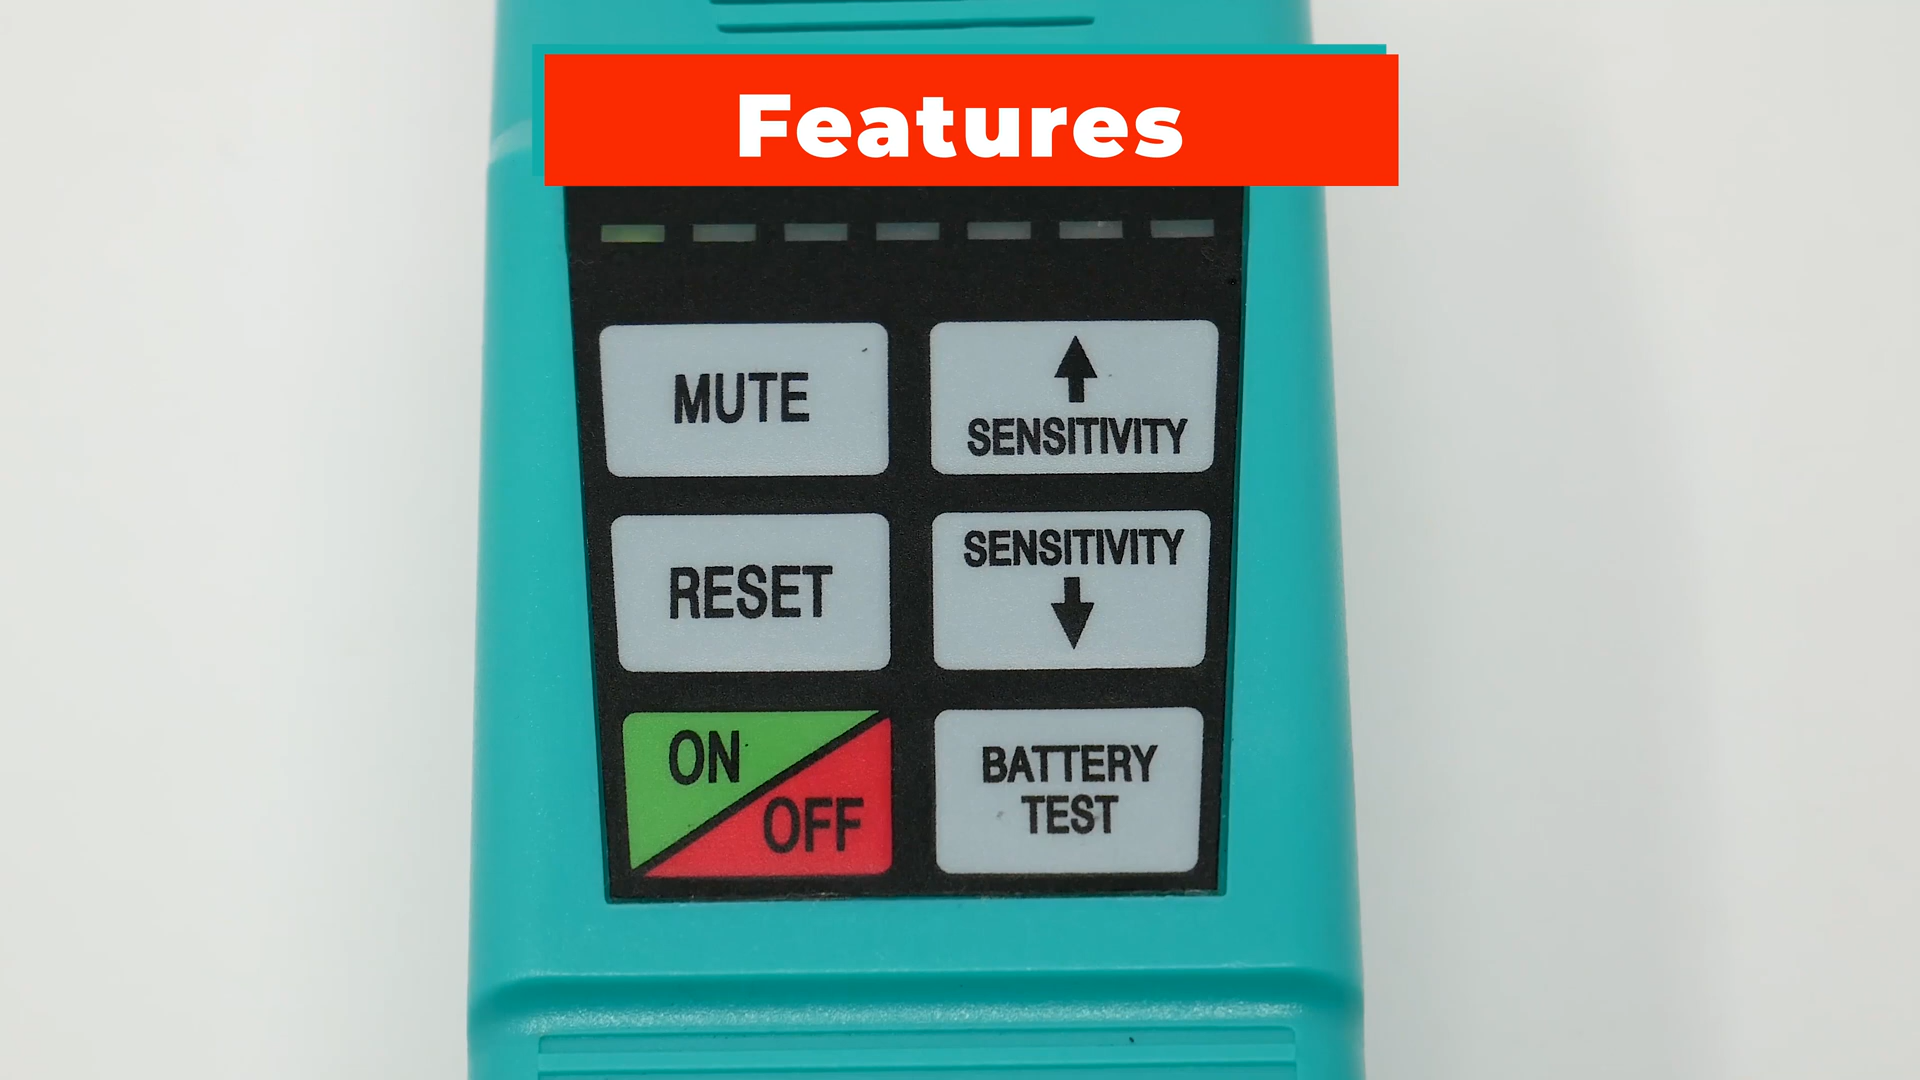 Features
MUTE
SENSITIVITY
RESET
SENSITIVITY
ON
OFF
BATTERY
TEST